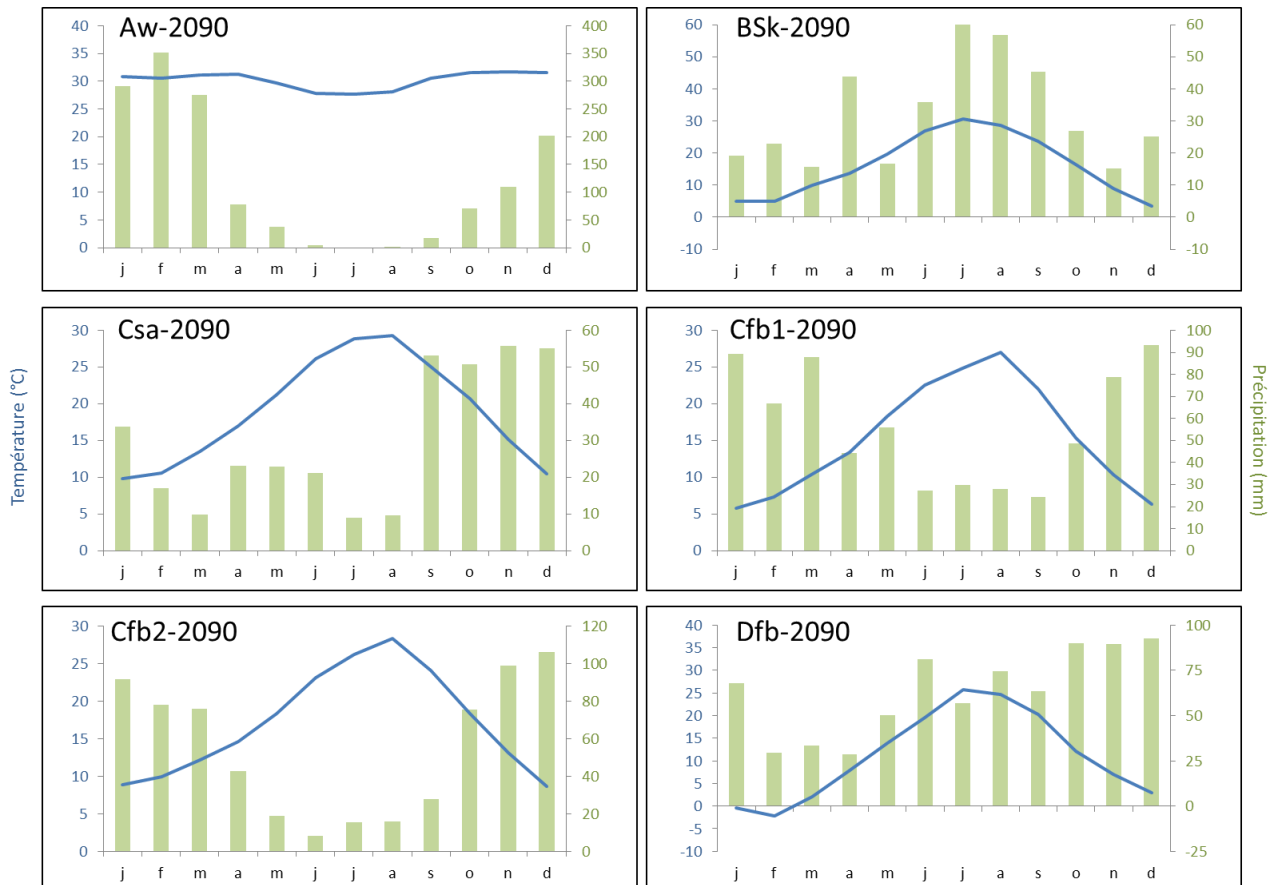 Aw-2090
40 35 30 25 20 15 10 5 0
400 350 300 250 200 150 100 50 0
j f m a m j j a s o n d
BSk-2090
60 50 40 30 20 10 0 -10
60 50 40 30 20 10 0 -10
j f m a m j j a s o n d
Température (°C)
Csa-2090
30 25 20 15 10 5 0
60 50 40 30 20 10 0
j f m a m j j a s o n d
Cfb1-2090
30 25 20 15 10 5 0
100 90 80 70 60 50 40 30 20 10 0
j f m a m j j a s o n d
Précipitation (mm)
Cfb2-2090
30 25 20 15 10 5 0
120 100 80 60 40 20 0
j f m a m j j a s o n d
Dfb-2090
40 35 30 25 20 15 10 5 0 -5 -10
100 75 50 25 0 -25
j f m a m j j a s o n d